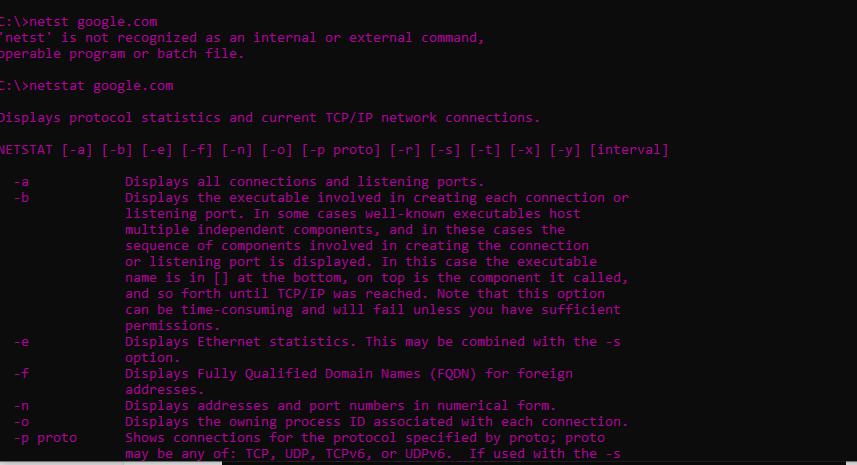 C:\>netst google.com
'netst' is not recognized as an internal or external command,
operable program or batch file.
C:\>netstat google.com
Displays protocol statistics and current TCP/IP network connections.
NETSTAT [-a] [-b] [-e] [-f] [-n] [-o] [-p proto] [-r] [-s] [-t] [-x] [-y] [interval]
-a Displays all connections and listening ports.
-b Displays the executable involved in creating each connection or
listening port. In some cases well-known executables host
multiple independent components, and in these cases the
sequence of components involved in creating the connection
or listening port is displayed. In this case the executable
name is in [] at the bottom, on top is the component it called,
and so forth until TCP/IP was reached. Note that this option
can be time-consuming and will fail unless you have sufficient
permissions.
-e Displays Ethernet statistics. This may be combined with the -s
option.
-f Displays Fully Qualified Domain Names (FQDN) for foreign
addresses.
-n Displays addresses and port numbers in numerical form.
-o Displays the owning process ID associated with each connection.
-p proto Shows connections for the protocol specified by proto; proto
may be any of: TCP, UDP, TCPv6, or UDPv6.  If used with the -s